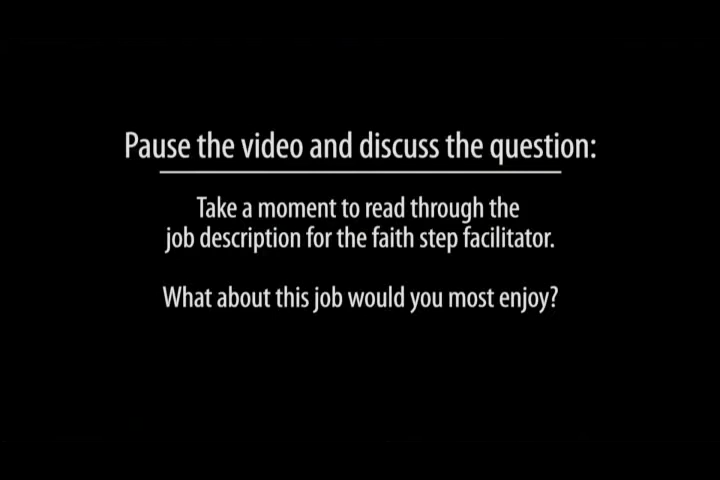 Pause the video and discuss the question:
Take a moment to read through the
job description for the faith step facilitator.
What about this job would you most enjoy?